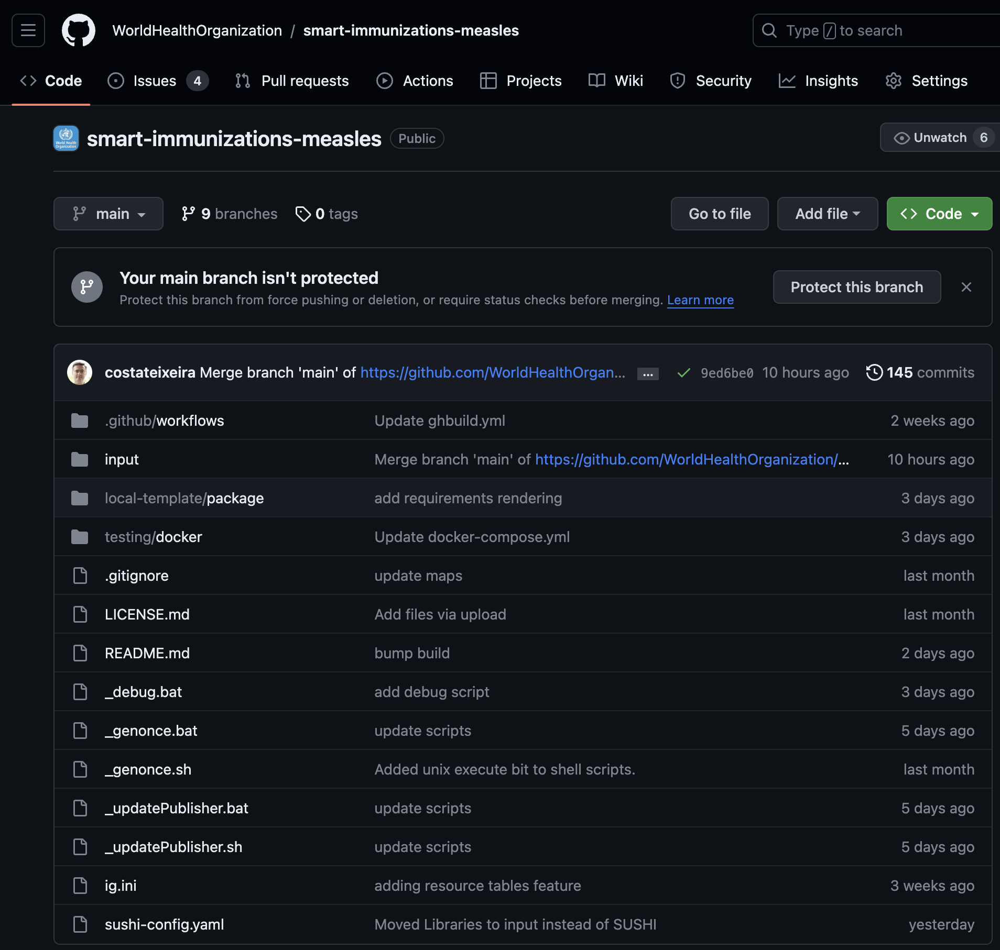 WorldHealthOrganization / smart-immunizations-measles
Type / to search
Code Issues 4 Pull requests Actions Projects Wiki Security Insights Settings
World Health Organization
smart-immunizations-measles Public
Unwatch 6
main 9 branches 0 tags
Go to file Add file Code
Your main branch isn't protected
Protect this branch from force pushing or deletion, or require status checks before merging. Learn more
Protect this branch
costateixeira Merge branch 'main' of https://github.com/WorldHealthOrgan... ... 9ed6be0 10 hours ago 145 commits
.github/workflows Update ghbuild.yml 2 weeks ago
input Merge branch 'main' of https://github.com/WorldHealthOrganization/... 10 hours ago
local-template/package add requirements rendering 3 days ago
testing/docker Update docker-compose.yml 3 days ago
.gitignore update maps last month
LICENSE.md Add files via upload last month
README.md bump build 2 days ago
_debug.bat add debug script 3 days ago
_genonce.bat update scripts 5 days ago
_genonce.sh Added unix execute bit to shell scripts. last month
_updatePublisher.bat update scripts 5 days ago
_updatePublisher.sh update scripts 5 days ago
ig.ini adding resource tables feature 3 weeks ago
sushi-config.yaml Moved Libraries to input instead of SUSHI yesterday